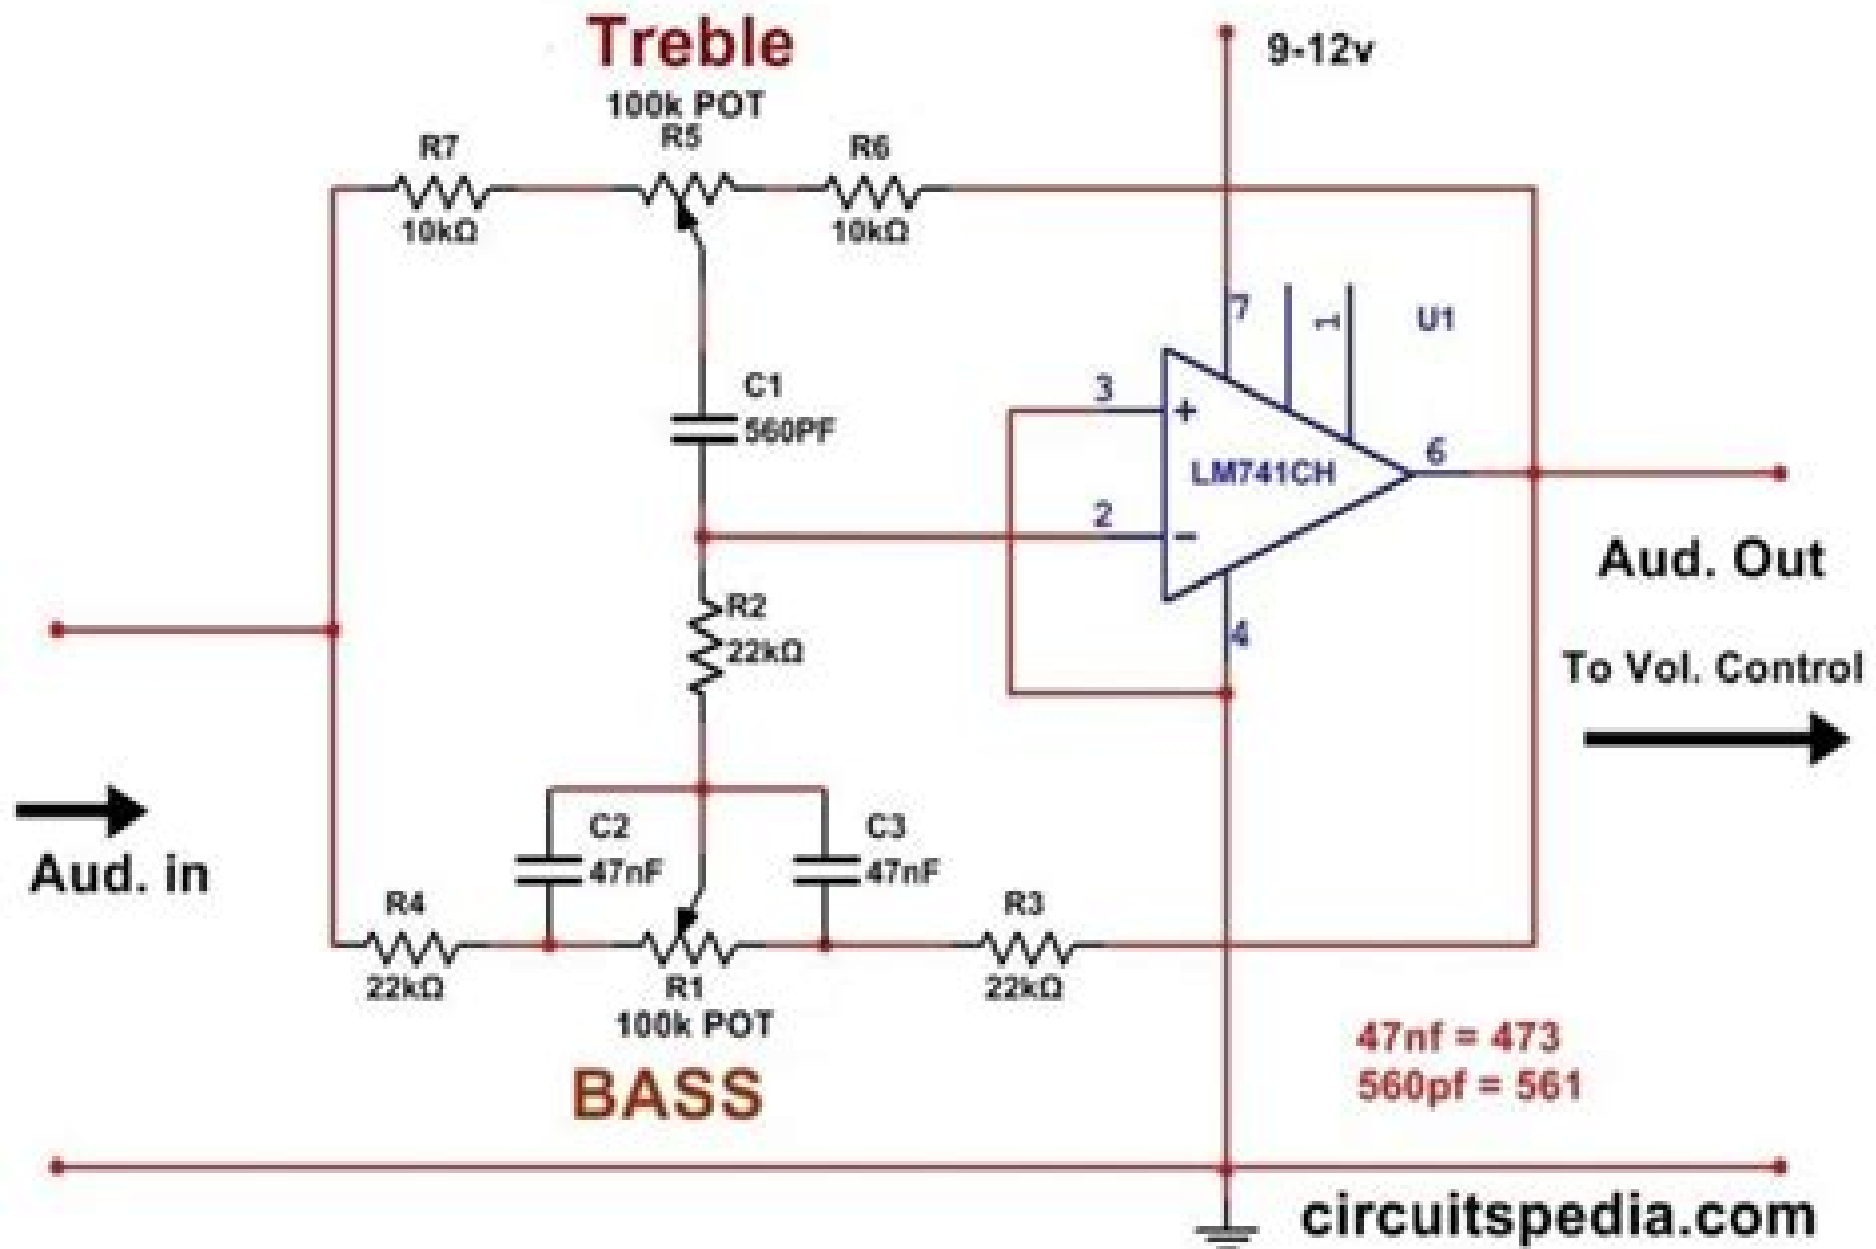 Treble
100k POT
R5
9-12v
R7
10kΩ
R6
10kΩ
7
1
U1
3
+
C1
560PF
LM741CH
6
2
−
Aud. Out
R2
22kΩ
4
To Vol. Control
C2
47nF
C3
47nF
Aud. in
R4
22kΩ
R1
100k POT
R3
22kΩ
BASS
47nf = 473
560pf = 561
circuitspedia.com